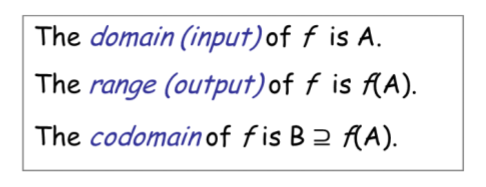 The domain (input) of f is A.
The range (output) of f is f(A).
The codomain of f is B ⊇ f(A).